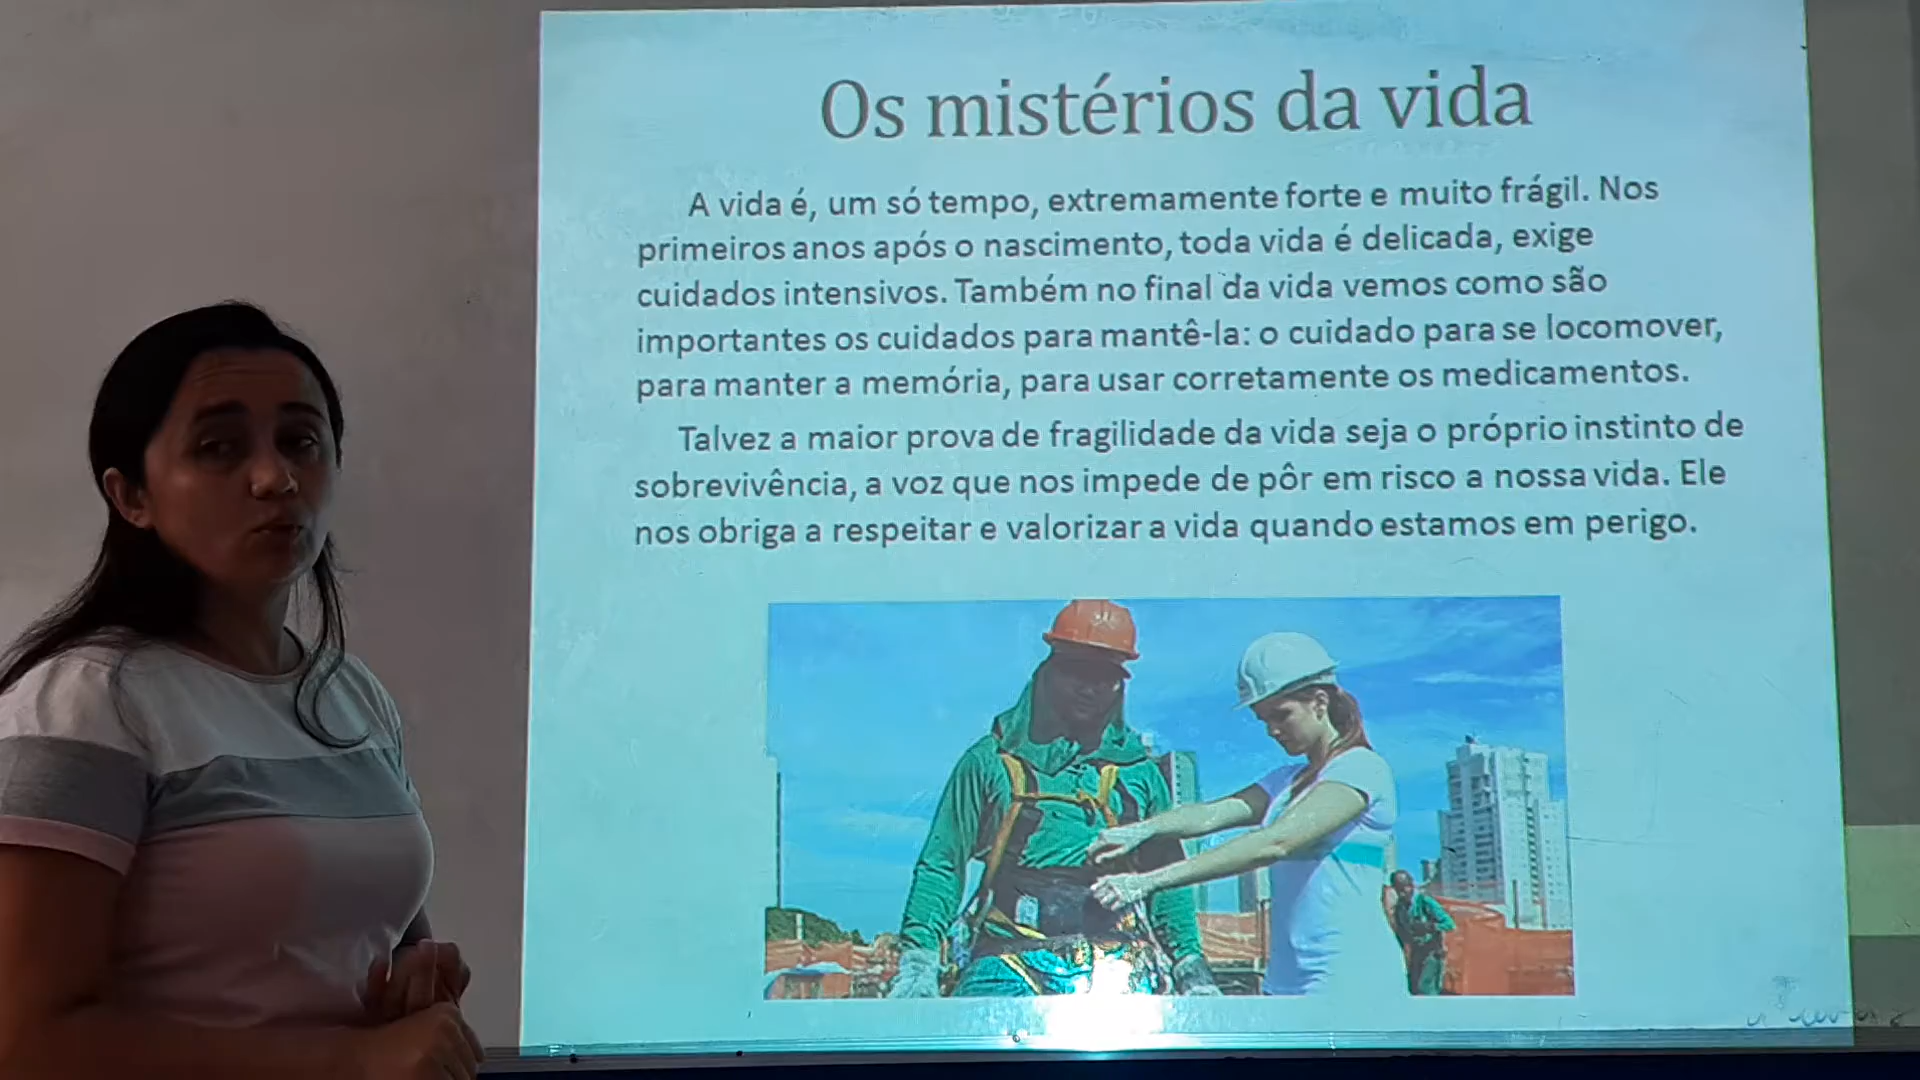 Os mistérios da vida
A vida é, um só tempo, extremamente forte e muito frágil. Nos
primeiros anos após o nascimento, toda vida é delicada, exige
cuidados intensivos. Também no final da vida vemos como são
importantes os cuidados para mantê-la: o cuidado para se locomover,
para manter a memória, para usar corretamente os medicamentos.
Talvez a maior prova de fragilidade da vida seja o próprio instinto de
sobrevivência, a voz que nos impede de pôr em risco a nossa vida. Ele
nos obriga a respeitar e valorizar a vida quando estamos em perigo.